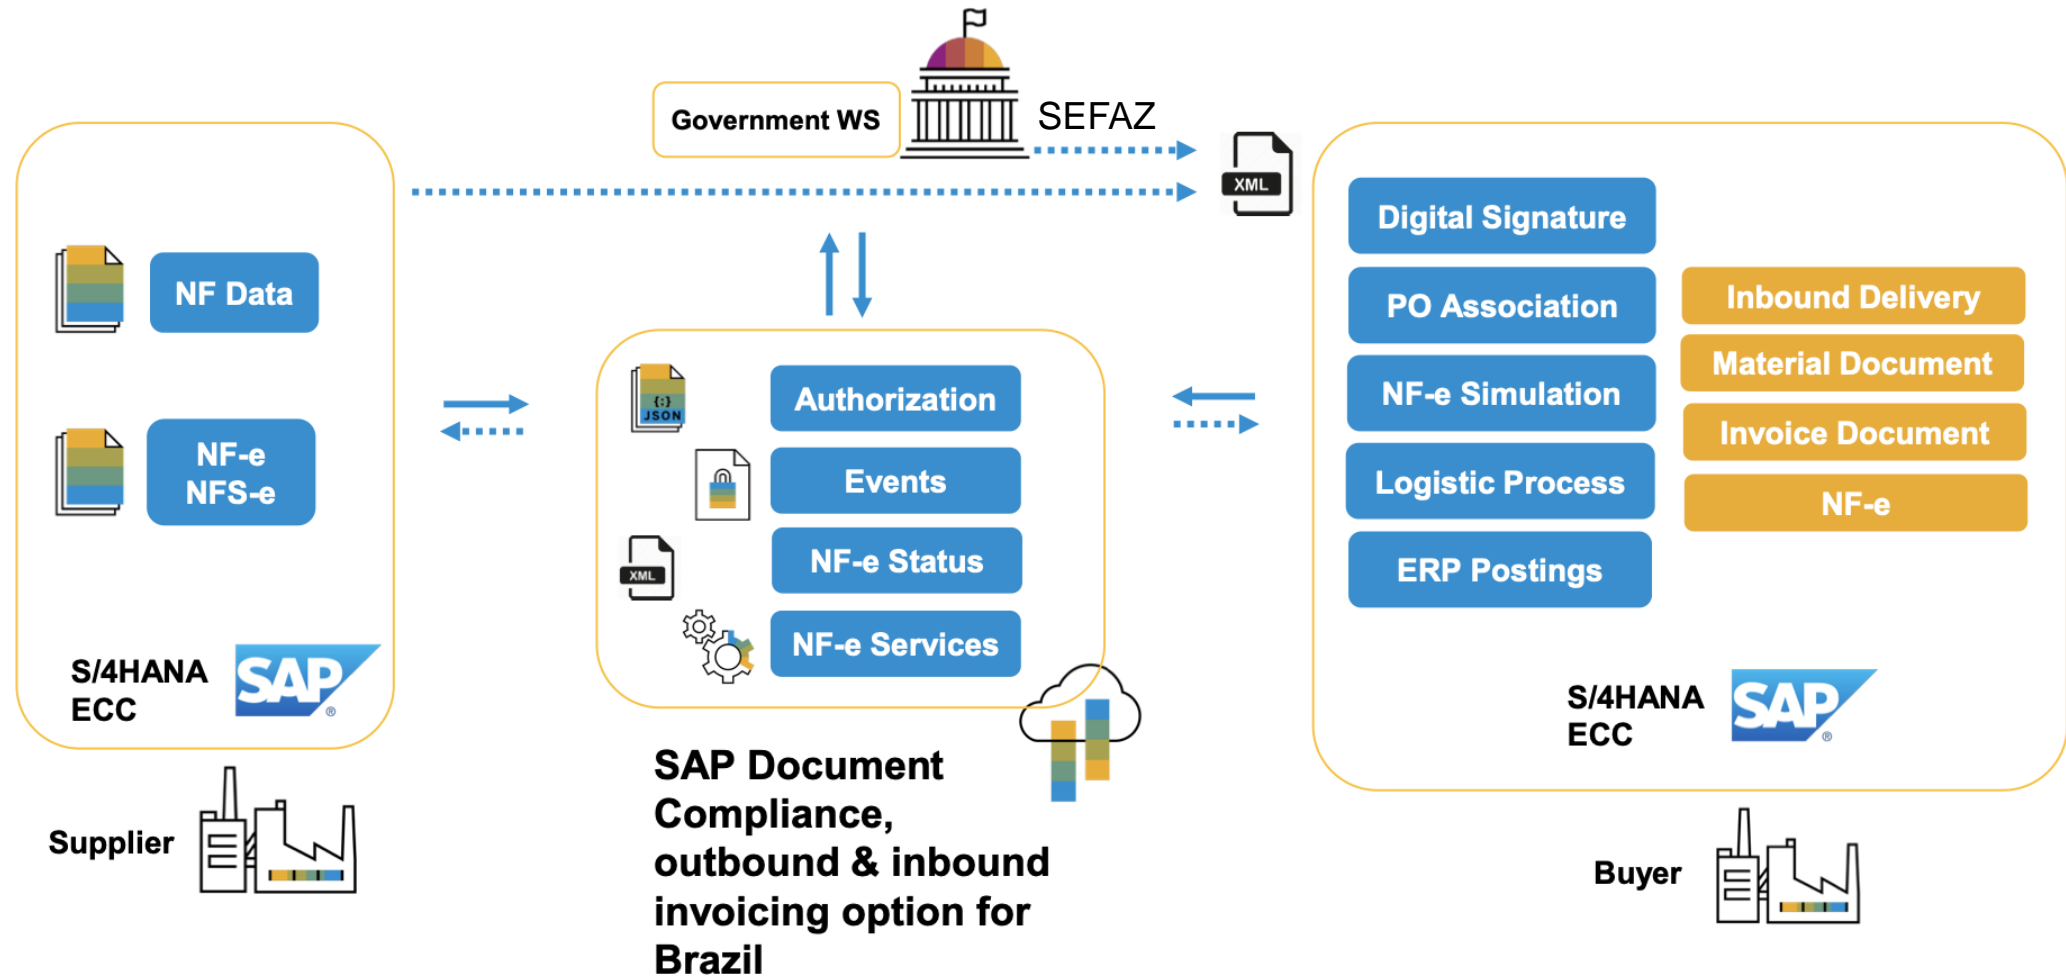 Government WS
SEFAZ
XML
NF Data
NF-e
NFS-e
S/4HANA
ECC
SAP®
Supplier
{:}
JSON
Authorization
Events
XML
NF-e Status
NF-e Services
SAP Document
Compliance,
outbound & inbound
invoicing option for
Brazil
Digital Signature
PO Association
NF-e Simulation
Logistic Process
ERP Postings
Inbound Delivery
Material Document
Invoice Document
NF-e
S/4HANA
ECC
SAP®
Buyer